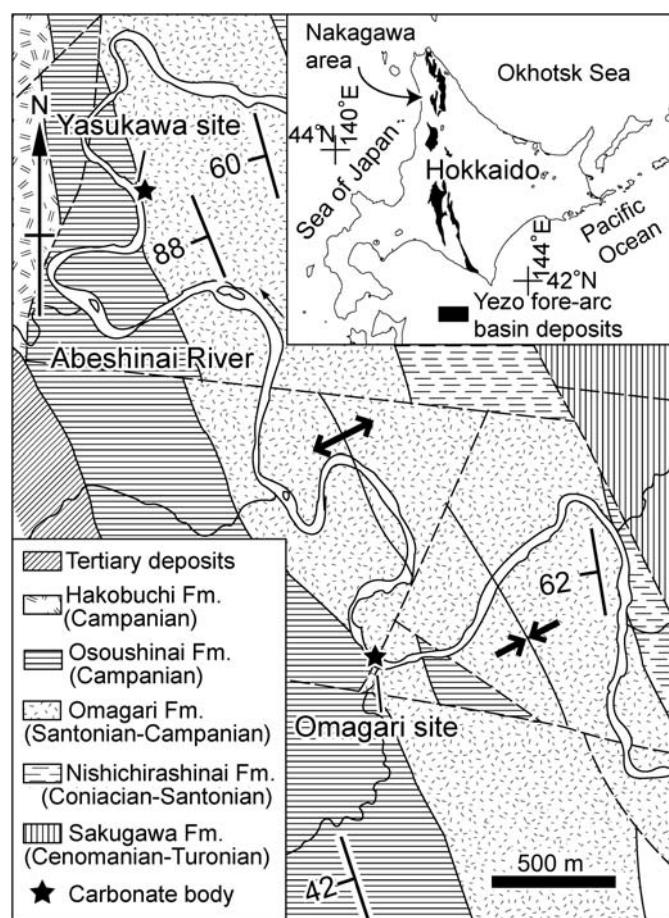 N
Yasukawa site
60
88
Abeshinai River
Nakagawa
area
Okhotsk Sea
44°N
140°E
Sea of Japan
Hokkaido
Pacific
Ocean
144°E
42°N
Yezo fore-arc
basin deposits
62
Omagari site
42
500 m
Tertiary deposits
Hakobuchi Fm.
(Campanian)
Osoushinai Fm.
(Campanian)
Omagari Fm.
(Santonian-Campanian)
Nishichirashinai Fm.
(Coniacian-Santonian)
Sakugawa Fm.
(Cenomanian-Turonian)
Carbonate body